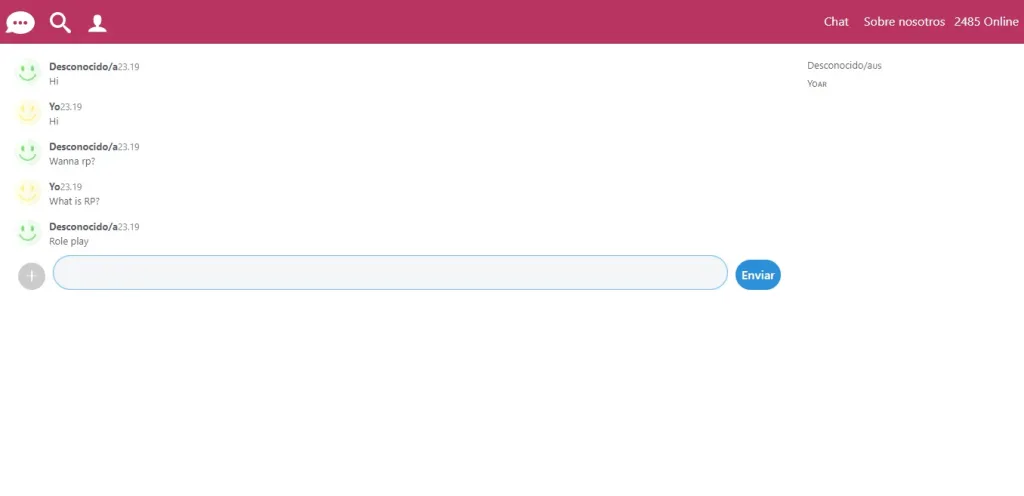 Chat Sobre nosotros 2485 Online
Desconocido/a23.19
Hi
Yo23.19
Hi
Desconocido/a23.19
Wanna rp?
Yo23.19
What is RP?
Desconocido/a23.19
Role play
Enviar
Desconocido/aus
Yoar